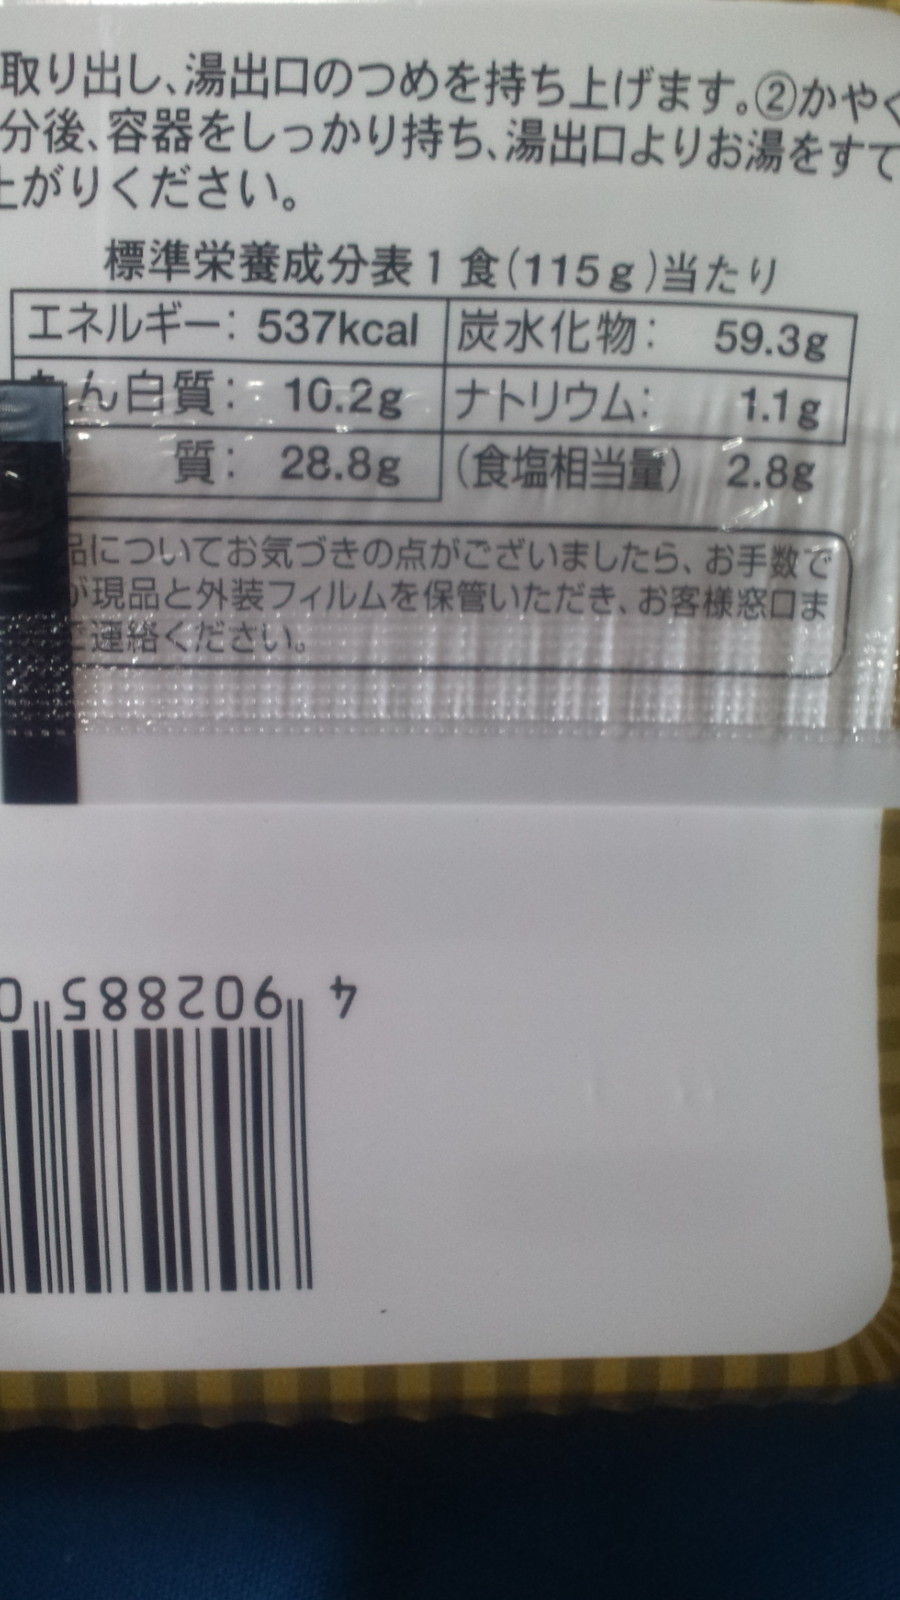 取り出し、湯出口のつめを持ち上げます。②かやく
分後、容器をしっかり持ち、湯出口よりお湯をすて
上がりください。
標準栄養成分表1食(115g)当たり
エネルギー: 537kcal 炭水化物: 59.3g
たん白質: 10.2g ナトリウム: 1.1g
質: 28.8g (食塩相当量) 2.8g
品についてお気づきの点がございましたら、お手数で
が現品と外装フィルムを保管いただき、お客様窓口ま
ご連絡ください。
4 902885 0